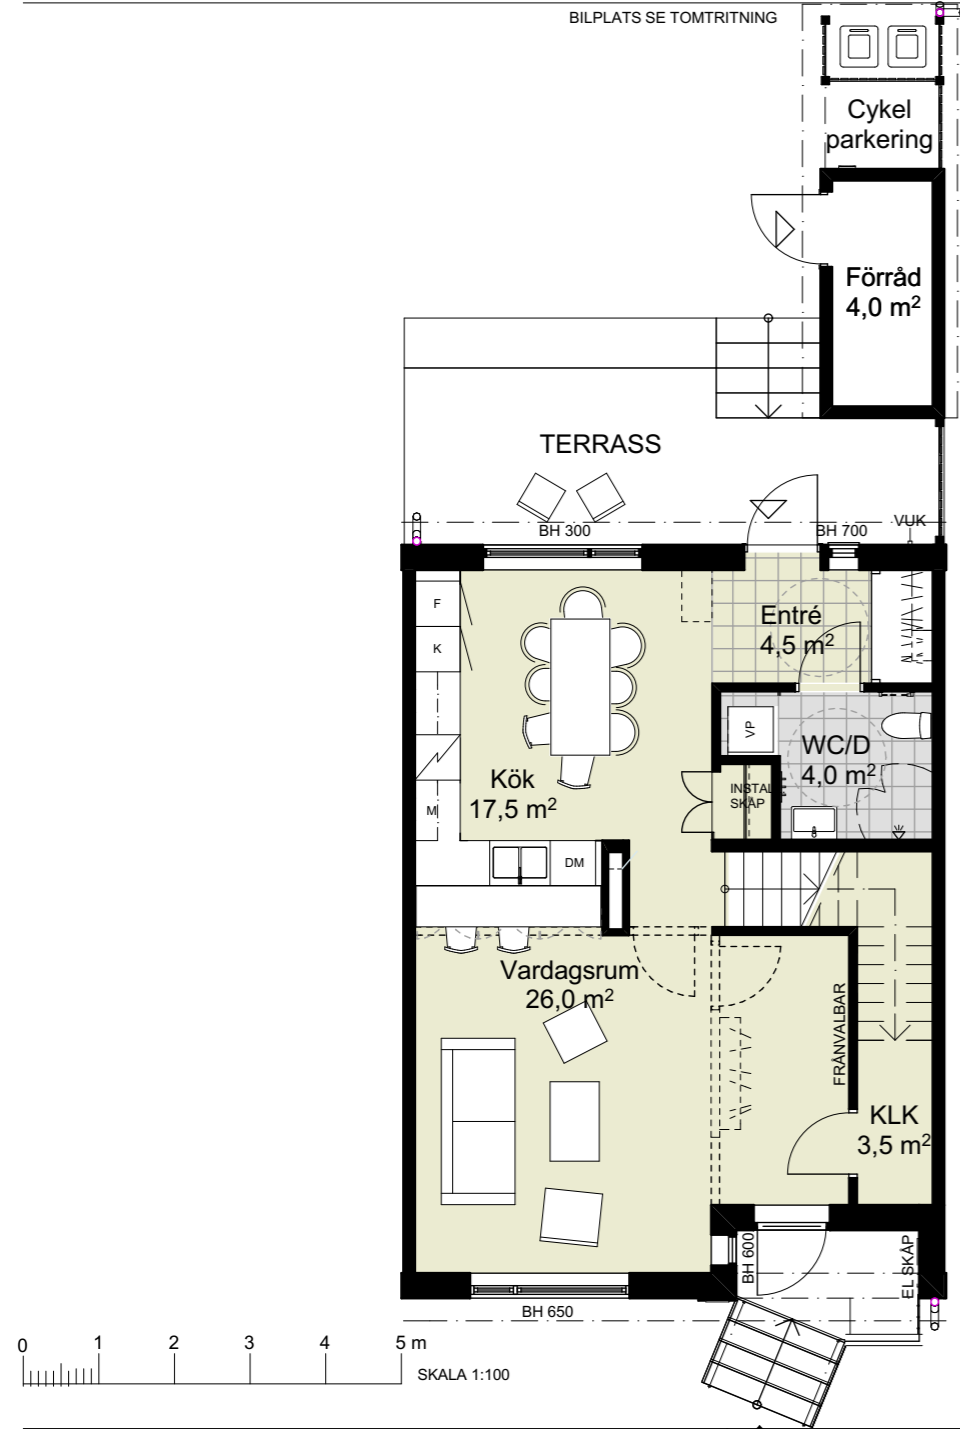 BILPLATS SE TOMTRITNING
Cykel
parkering
Förråd
4,0 m²
TERRASS
BH 300
BH 700
VUK
F
K
M
Entré
4,5 m²
VP
WC/D
4,0 m²
Kök
17,5 m²
INSTAL
SKÅP
DM
Vardagsrum
26,0 m²
FRÅNVALBAR
KLK
3,5 m²
BH 600
EL SKÅP
BH 650
0 1 2 3 4 5 m
SKALA 1:100